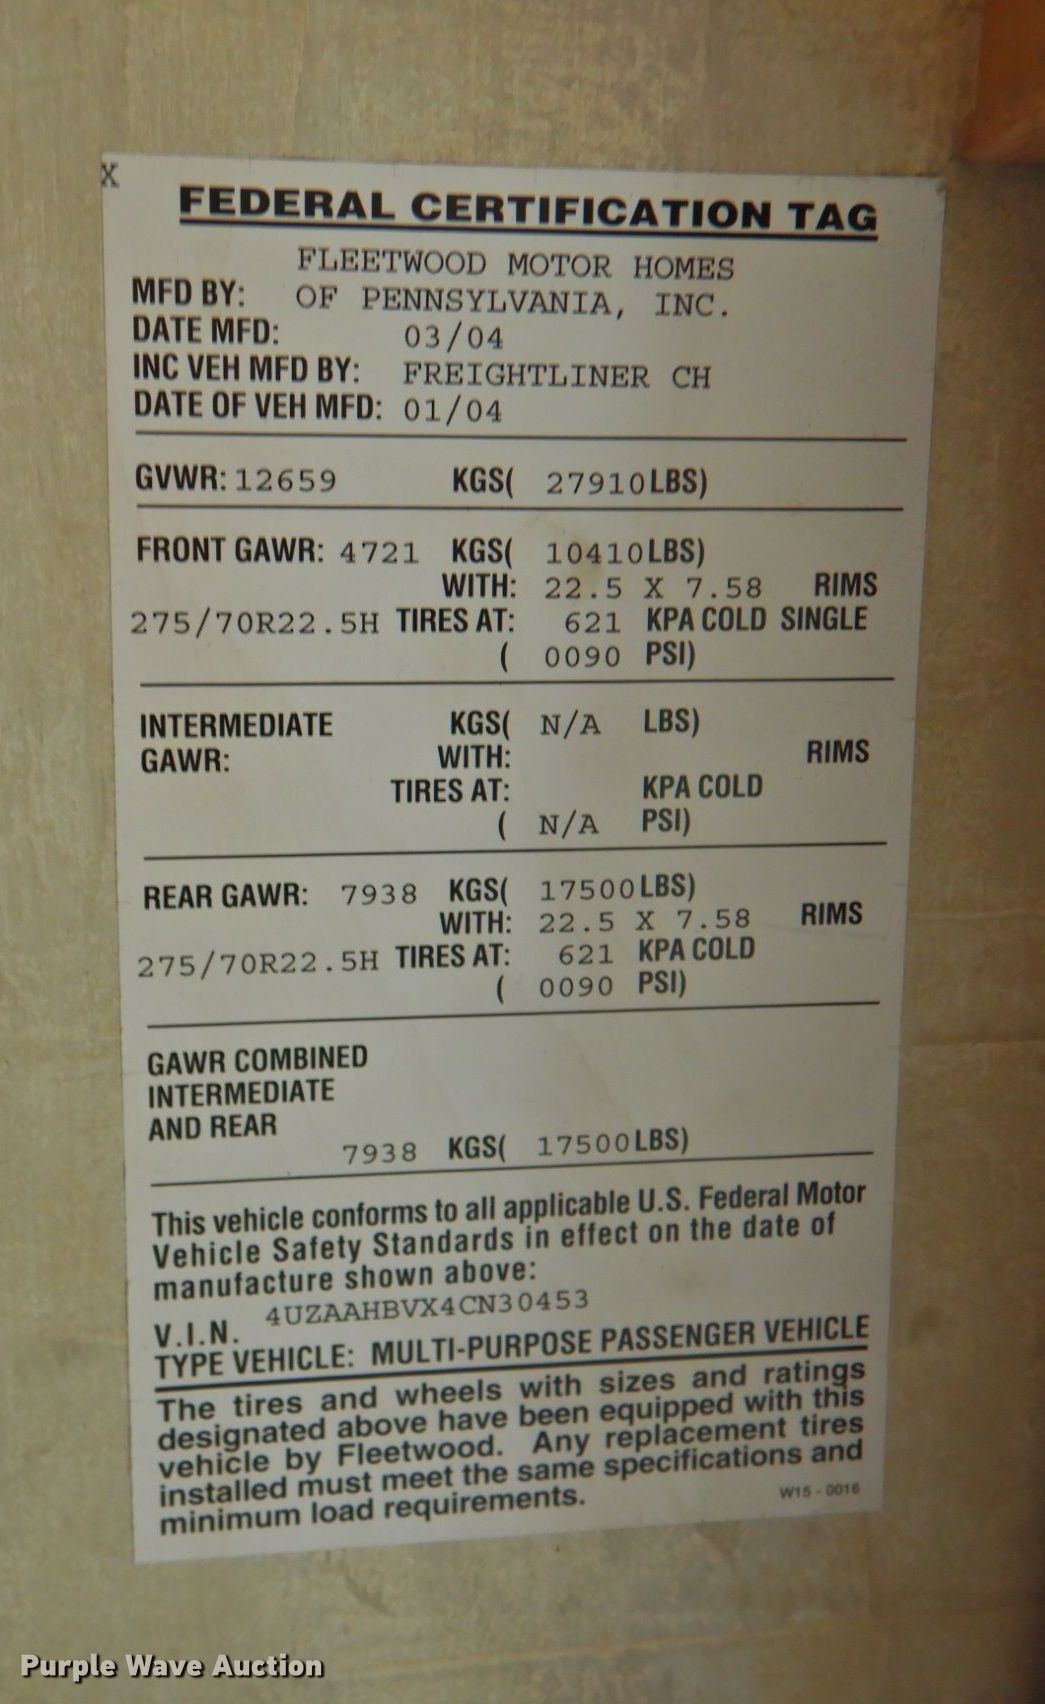 X
FEDERAL CERTIFICATION TAG
FLEETWOOD MOTOR HOMES
MFD BY: OF PENNSYLVANIA, INC.
DATE MFD: 03/04
INC VEH MFD BY: FREIGHTLINER CH
DATE OF VEH MFD: 01/04
GVWR: 12659 KGS( 27910 LBS)
FRONT GAWR: 4721 KGS( 10410 LBS)
WITH: 22.5 X 7.58 RIMS
275/70R22.5H TIRES AT: 621 KPA COLD SINGLE
( 0090 PSI)
INTERMEDIATE KGS( N/A LBS)
GAWR: WITH: RIMS
TIRES AT: KPA COLD
( N/A PSI)
REAR GAWR: 7938 KGS( 17500 LBS)
WITH: 22.5 X 7.58 RIMS
275/70R22.5H TIRES AT: 621 KPA COLD
( 0090 PSI)
GAWR COMBINED
INTERMEDIATE
AND REAR
7938 KGS( 17500 LBS)
This vehicle conforms to all applicable U.S. Federal Motor
Vehicle Safety Standards in effect on the date of
manufacture shown above:
V.I.N. 4UZAAHBVX4CN30453
TYPE VEHICLE: MULTI-PURPOSE PASSENGER VEHICLE
The tires and wheels with sizes and ratings
designated above have been equipped with this
vehicle by Fleetwood. Any replacement tires
installed must meet the same specifications and
minimum load requirements.
W15 - 0016
Purple Wave Auction